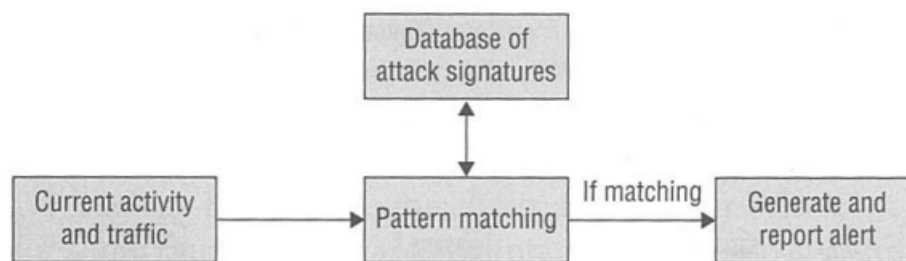 Database of
attack signatures
Current activity
and traffic
Pattern matching
If matching
Generate and
report alert